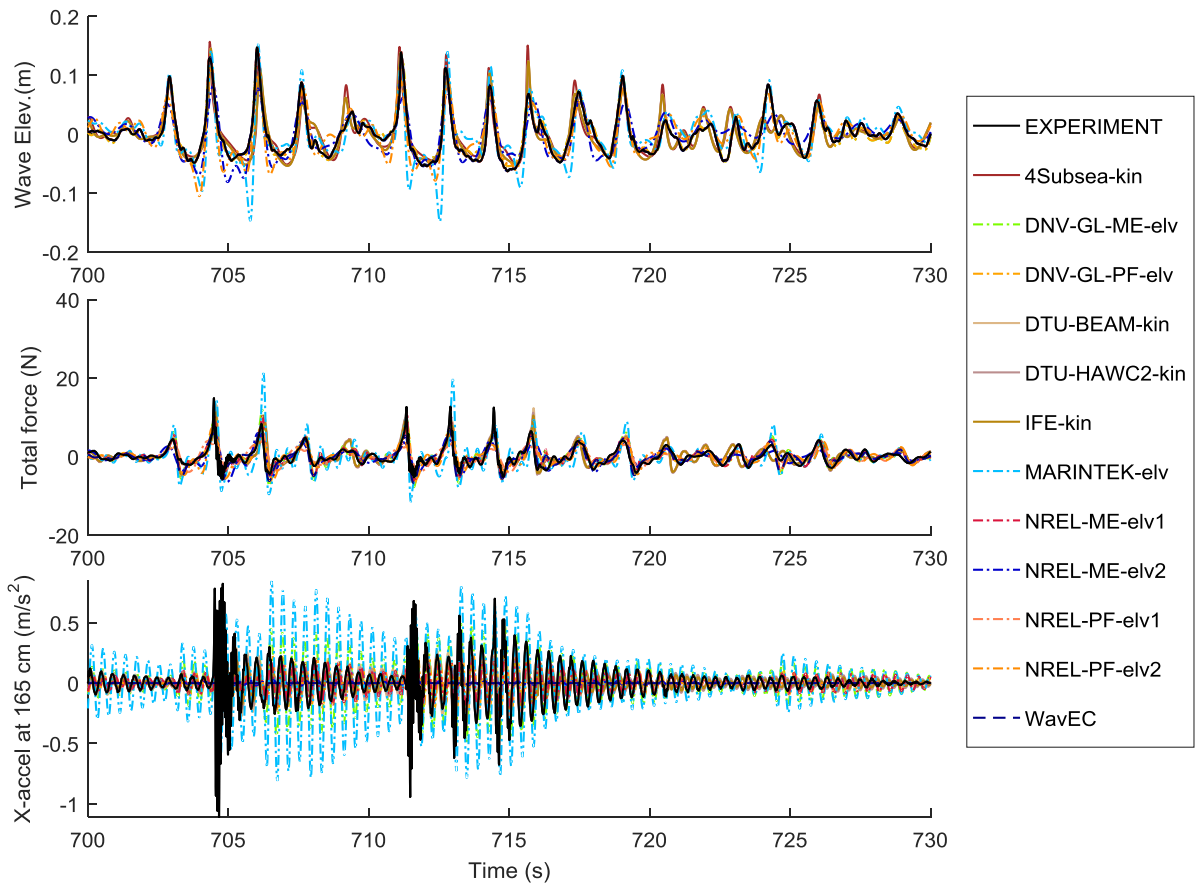 0.2
0.1
0
-0.1
-0.2
Wave Elev.(m)
700 705 710 715 720 725 730
40
20
0
-20
Total force (N)
700 705 710 715 720 725 730
0.5
0
-0.5
-1
X-accel at 165 cm (m/s²)
700 705 710 715 720 725 730
Time (s)
EXPERIMENT
4Subsea-kin
DNV-GL-ME-elv
DNV-GL-PF-elv
DTU-BEAM-kin
DTU-HAWC2-kin
IFE-kin
MARINTEK-elv
NREL-ME-elv1
NREL-ME-elv2
NREL-PF-elv1
NREL-PF-elv2
WavEC